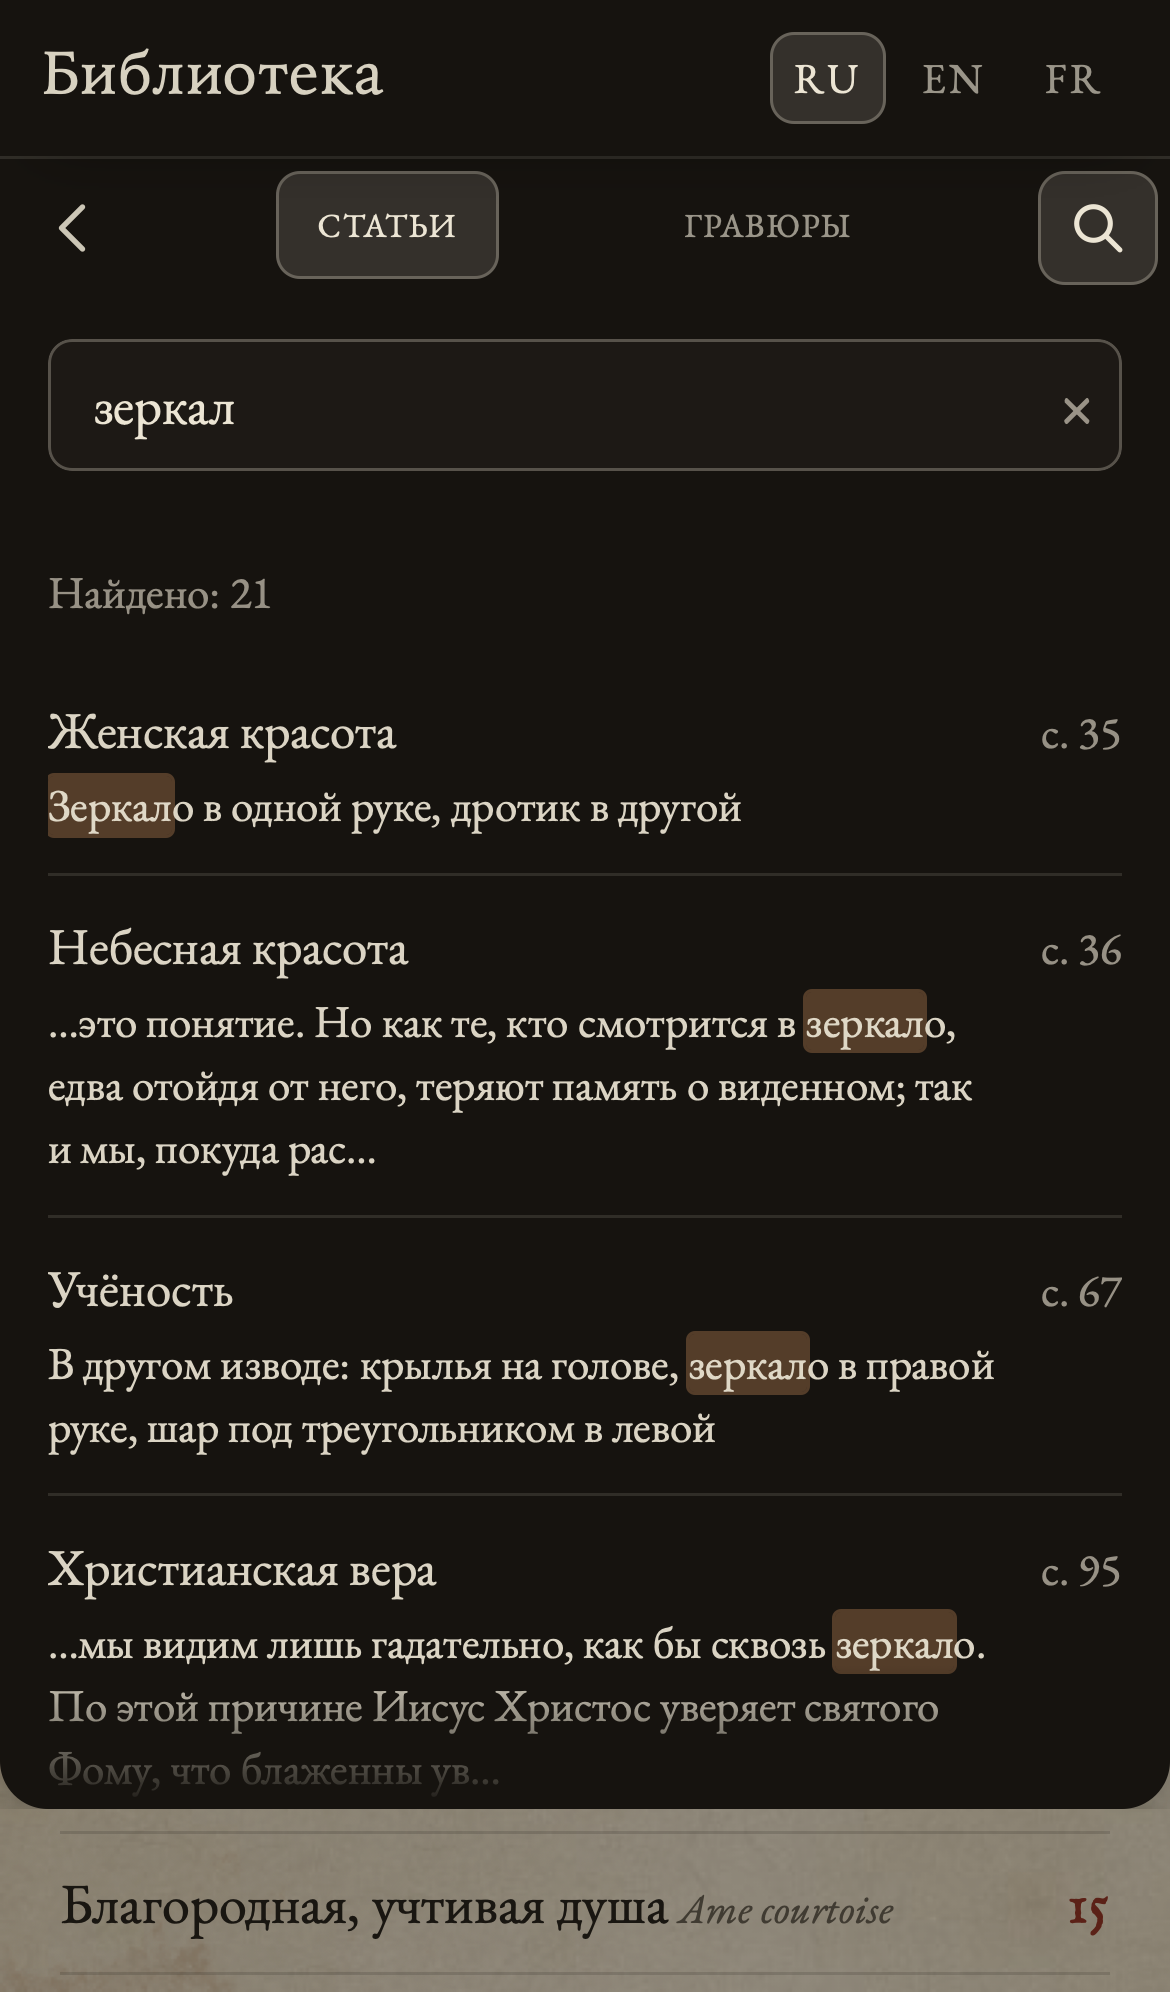 Библиотека
RU EN FR
СТАТЬИ ГРАВЮРЫ
зеркал
Найдено: 21
Женская красота с. 35
Зеркало в одной руке, дротик в другой
Небесная красота с. 36
…это понятие. Но как те, кто смотрится в зеркало,
едва отойдя от него, теряют память о виденном; так
и мы, покуда рас…
Учёность с. 67
В другом изводе: крылья на голове, зеркало в правой
руке, шар под треугольником в левой
Христианская вера с. 95
…мы видим лишь гадательно, как бы сквозь зеркало.
По этой причине Иисус Христос уверяет святого
Фому, что блаженны ув…
Благородная, учтивая душа Ame courtoise 15